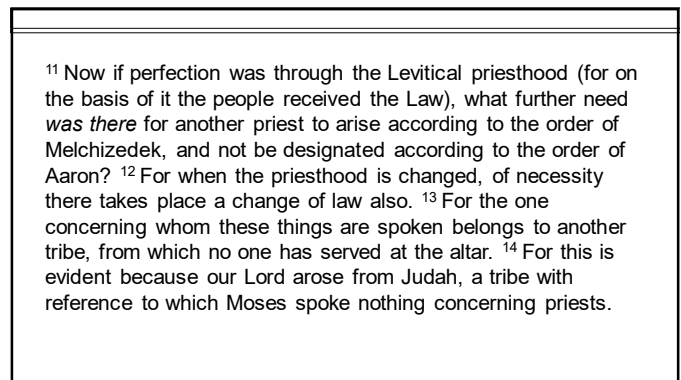 11 Now if perfection was through the Levitical priesthood (for on
the basis of it the people received the Law), what further need
was there for another priest to arise according to the order of
Melchizedek, and not be designated according to the order of
Aaron? 12 For when the priesthood is changed, of necessity
there takes place a change of law also. 13 For the one
concerning whom these things are spoken belongs to another
tribe, from which no one has served at the altar. 14 For this is
evident because our Lord arose from Judah, a tribe with
reference to which Moses spoke nothing concerning priests.